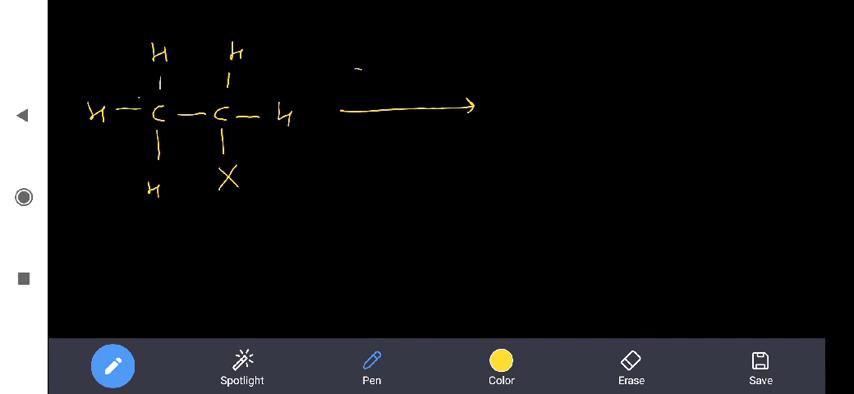 H H
H - C - C - H
H X
Spotlight Pen Color Erase Save